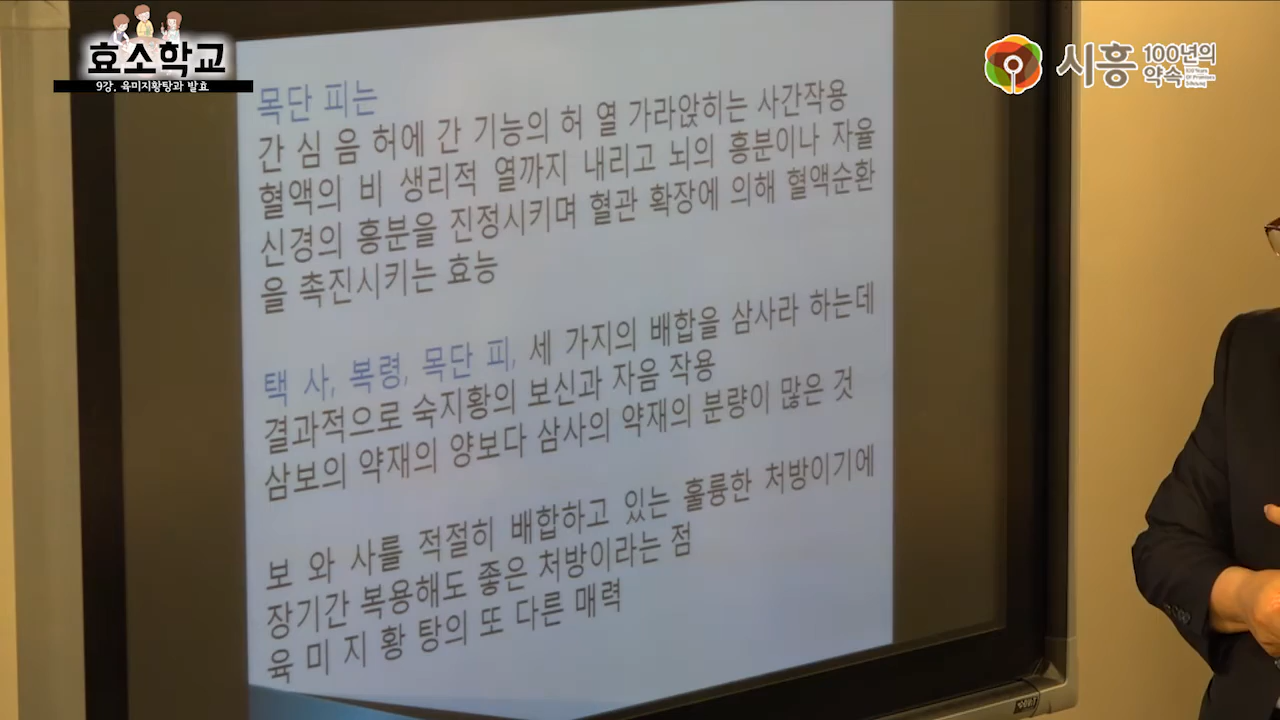 효소학교
9강. 육미지황탕과 발효
시흥 100년의 약속
목단 피는
간 심 음 허에 간 기능의 허 열 가라앉히는 사간작용
혈액의 비 생리적 열까지 내리고 뇌의 흥분이나 자율
신경의 흥분을 진정시키며 혈관 확장에 의해 혈액순환
을 촉진시키는 효능
택 사, 복령, 목단 피, 세 가지의 배합을 삼사라 하는데
결과적으로 숙지황의 보신과 자음 작용
삼보의 약재의 양보다 삼사의 약재의 분량이 많은 것
보 와 사를 적절히 배합하고 있는 훌륭한 처방이기에
장기간 복용해도 좋은 처방이라는 점
육 미 지 황 탕의 또 다른 매력